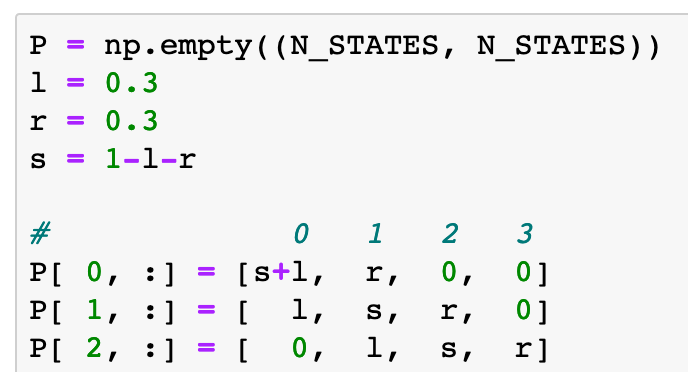 P = np.empty((N_STATES, N_STATES))
l = 0.3
r = 0.3
s = 1-l-r
#             0   1   2   3
P[ 0, :] = [s+l,  r,  0,  0]
P[ 1, :] = [  l,  s,  r,  0]
P[ 2, :] = [  0,  l,  s,  r]